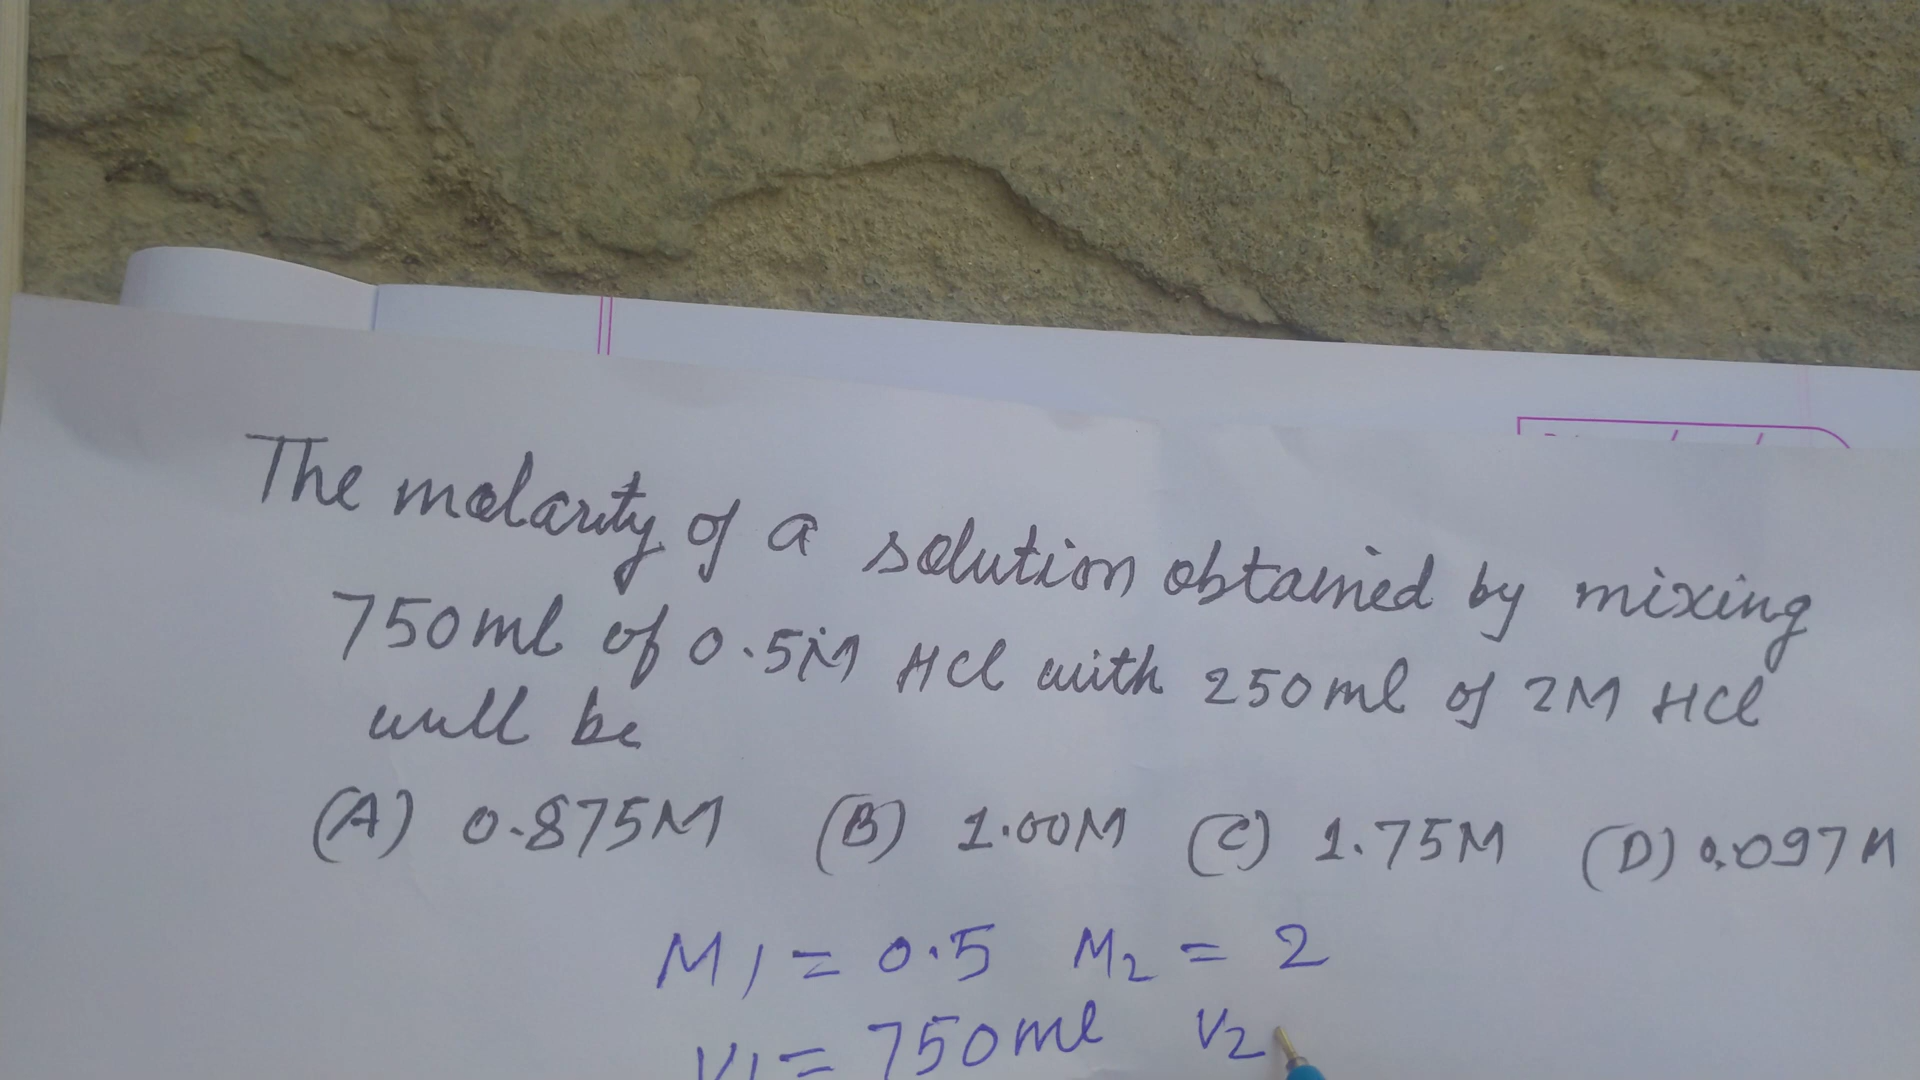 The molarity of a solution obtained by mixing
750ml of 0.5M HCl with 250ml of 2M HCl
will be
(A) 0.875M (B) 1.00M (C) 1.75M (D) 0.097M
M1 = 0.5 M2 = 2
V1 = 750ml V2